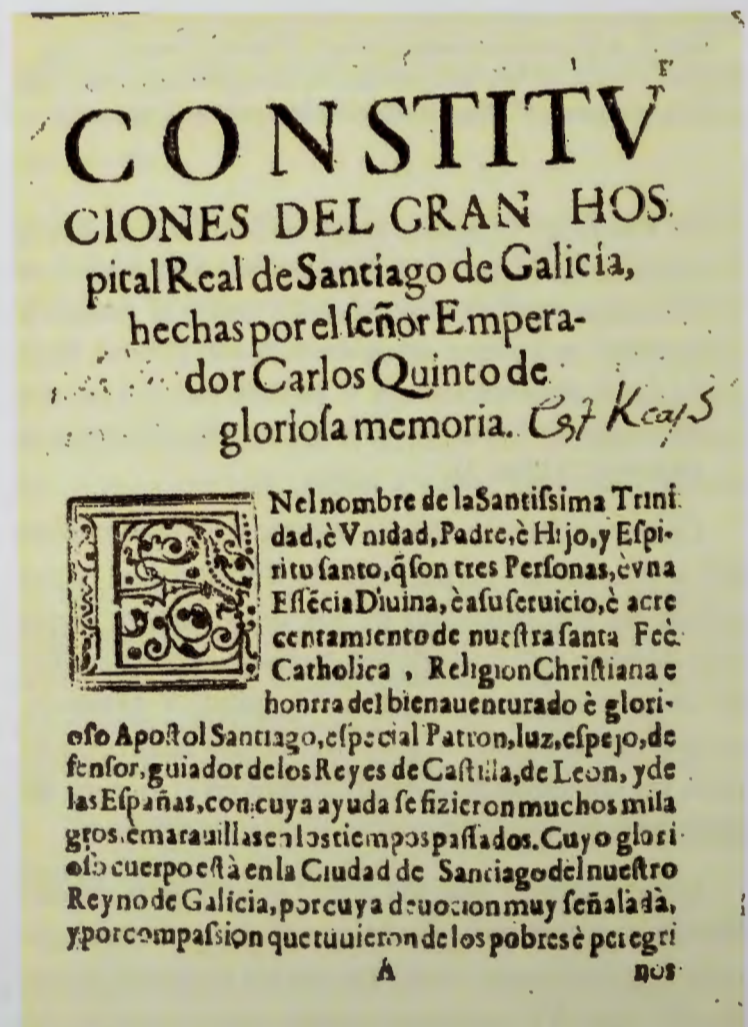 CONSTITV
CIONES DEL GRAN HOS
pital Real de Santiago de Galicia,
hechas por el ſeñor Empera-
dor Carlos Quinto de
glorioſa memoria.
ENel nombre de la Santiſsima Trini
dad, è Vnidad, Padre, è Hijo, y Eſpi-
ritu ſanto, q̃ ſon tres Perſonas, è vna
Eſſẽcia Diuina, è a ſu ſeruicio, è acre
centamiento de nueſtra ſanta Feè
Catholica, Religion Chriſtiana e
honrra del bienauenturado è glori-
oſo Apoſtol Santiago, eſpecial Patron, luz, eſpejo, de
fenſor, guiador de los Reyes de Caſtilla, de Leon, y de
las Eſpañas, con cuya ayuda ſe fizieron muchos mila
gros, è marauillas en los tiempos paſſados. Cuyo glori
oſo cuerpo eſtà en la Ciudad de Santiago del nueſtro
Reyno de Galicia, por cuya deuocion muy ſeñalàda,
y por compaſsion que tuuieron de los pobres è peregri
A nos